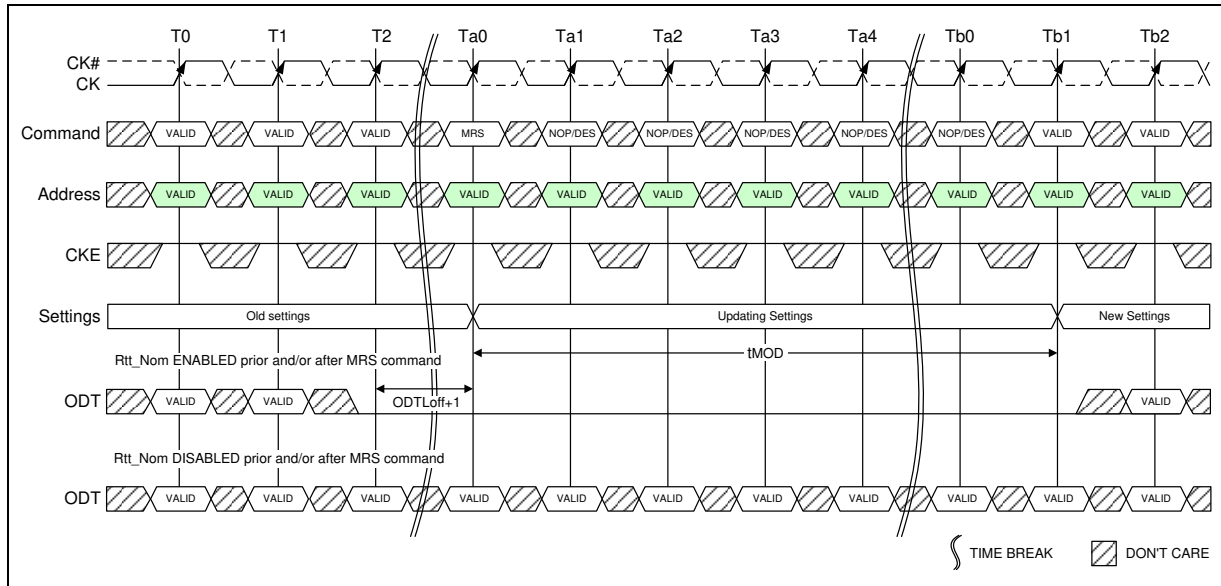 T0 T1 T2 Ta0 Ta1 Ta2 Ta3 Ta4 Tb0 Tb1 Tb2
CK#
CK
Command VALID VALID VALID MRS NOP/DES NOP/DES NOP/DES NOP/DES NOP/DES VALID VALID
Address VALID VALID VALID VALID VALID VALID VALID VALID VALID VALID VALID
CKE
Settings Old settings Updating Settings New Settings
Rtt_Nom ENABLED prior and/or after MRS command tMOD
ODT VALID VALID ODTLoff+1 VALID
Rtt_Nom DISABLED prior and/or after MRS command
ODT VALID VALID VALID VALID VALID VALID VALID VALID VALID VALID VALID
TIME BREAK DON'T CARE